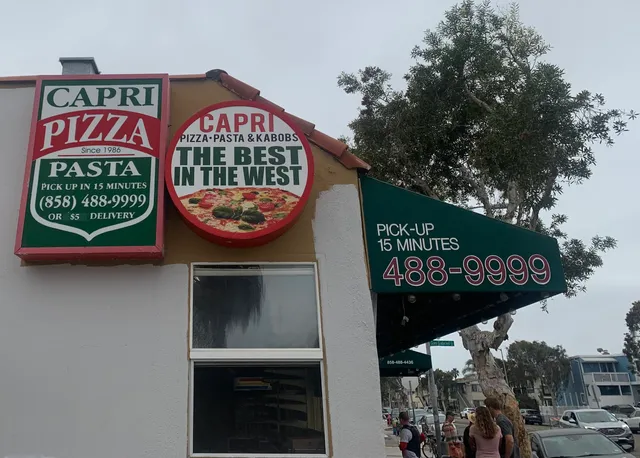 CAPRI
PIZZA
Since 1986
PASTA
PICK UP IN 15 MINUTES
(858) 488-9999
OR $5 DELIVERY
CAPRI
PIZZA•PASTA & KABOBS
THE BEST
IN THE WEST
PICK-UP
15 MINUTES
488-9999